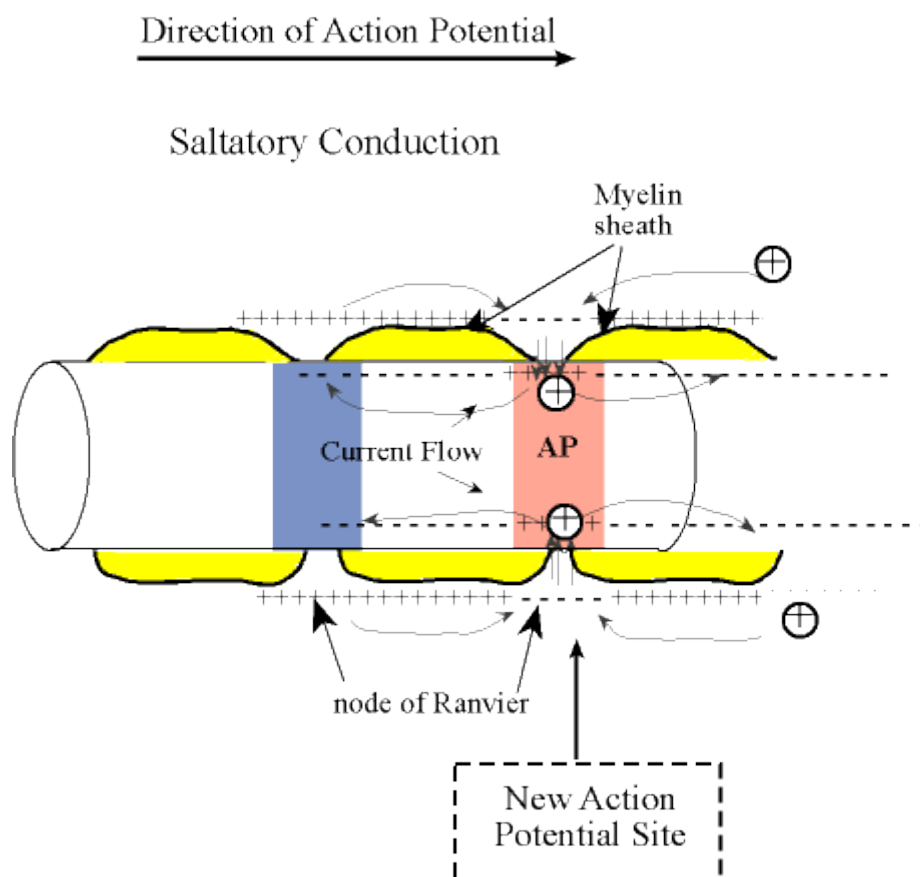 Direction of Action Potential
Saltatory Conduction
Myelin
sheath
Current Flow
AP
node of Ranvier
New Action
Potential Site